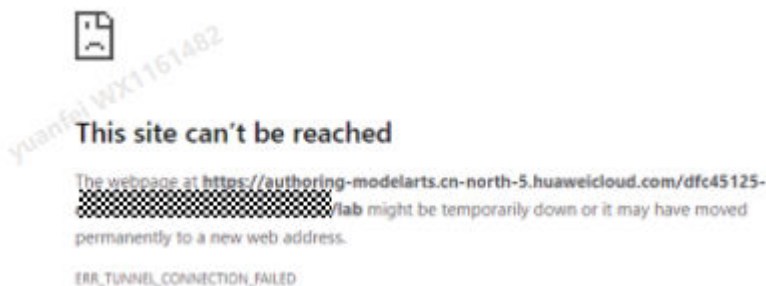 yuanfei WX1161482
This site can't be reached
The webpage at https://authoring-modelarts.cn-north-5.huaweicloud.com/dfc45125-
/lab might be temporarily down or it may have moved
permanently to a new web address.
ERR_TUNNEL_CONNECTION_FAILED